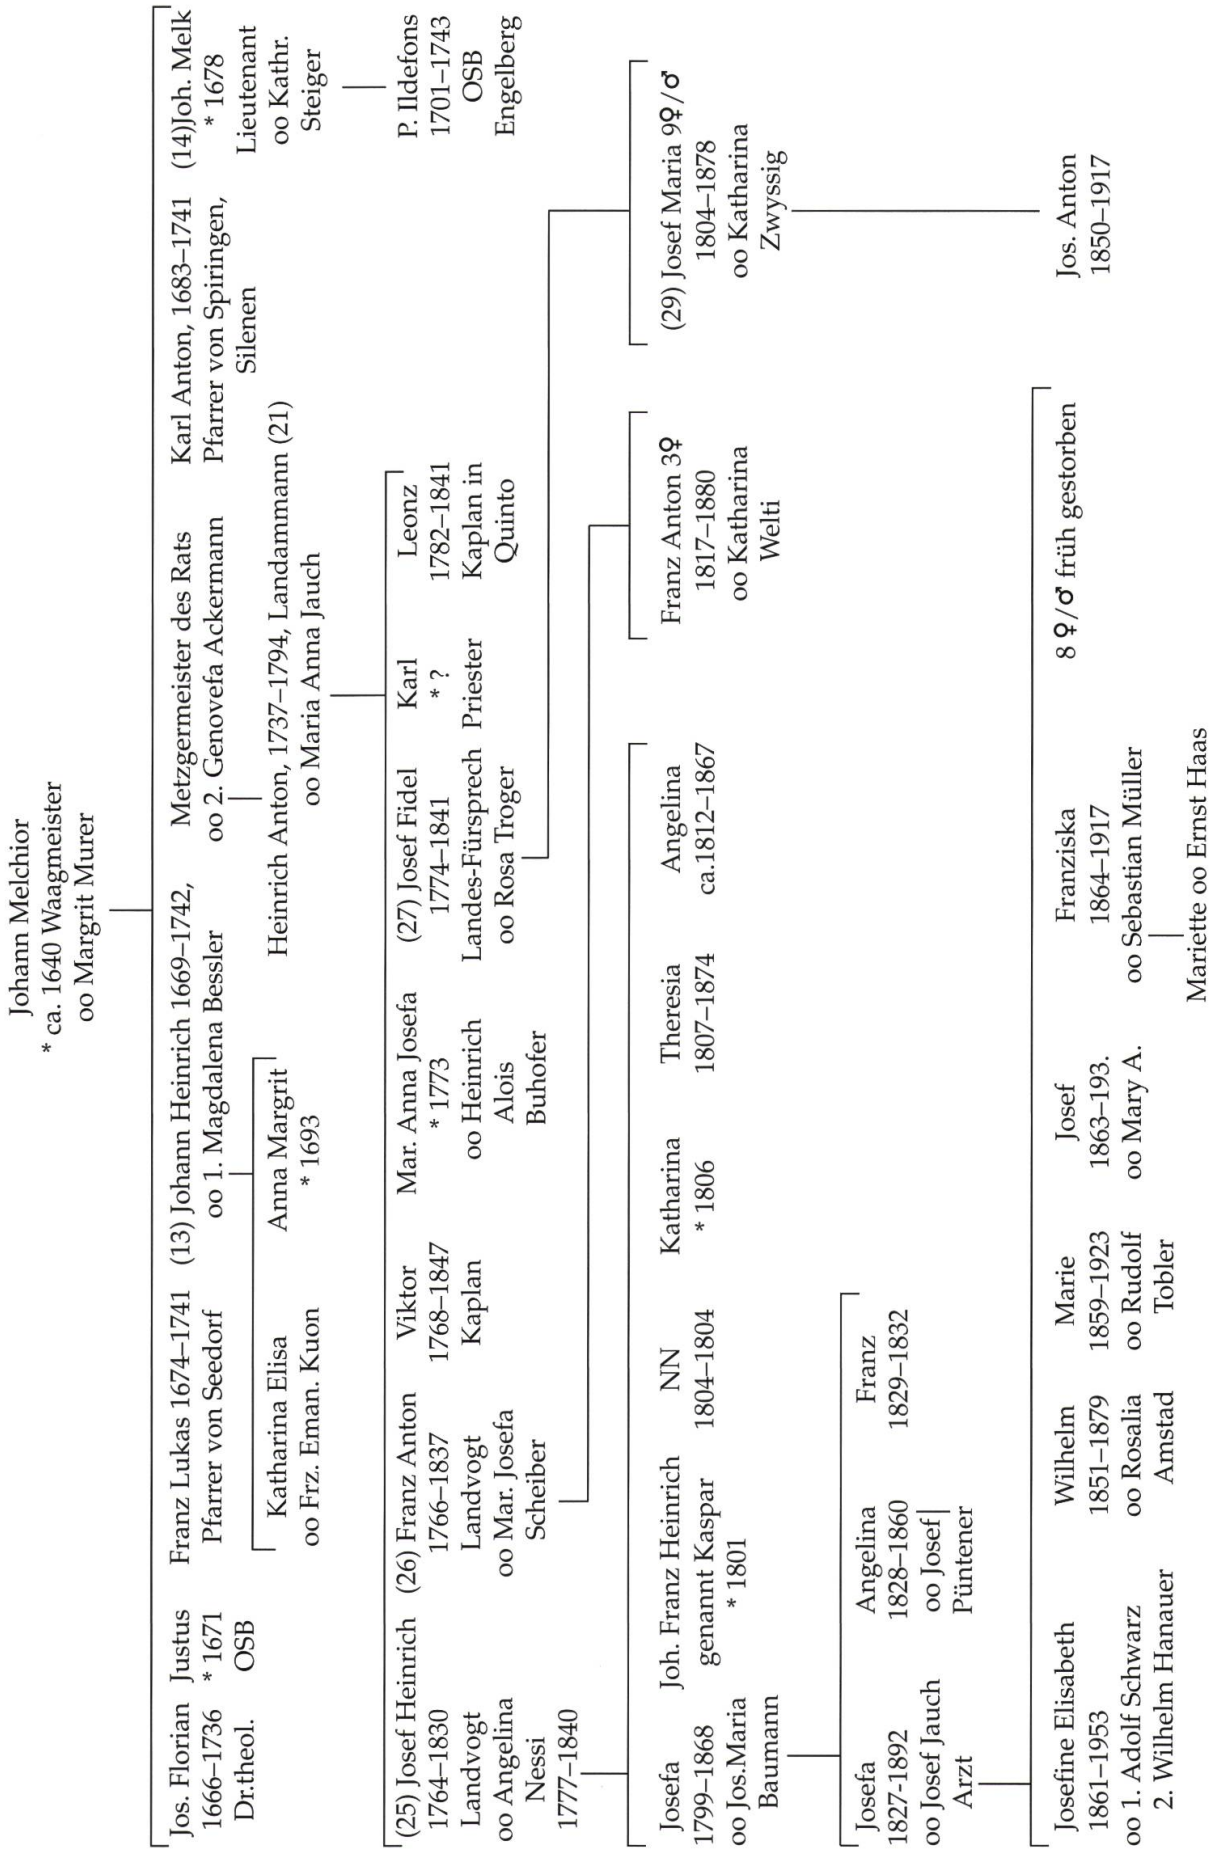 Johann Melchior
* ca. 1640 Waagmeister
oo Margrit Murer
Jos. Florian
1666–1736
Dr.theol.
Justus
* 1671
OSB
Franz Lukas 1674–1741
Pfarrer von Seedorf
(13) Johann Heinrich 1669–1742,
oo 1. Magdalena Bessler
Metzgermeister des Rats
oo 2. Genovefa Ackermann
Karl Anton, 1683–1741
Pfarrer von Spiringen,
Silenen
(14)Joh. Melk
* 1678
Lieutenant
oo Kathr.
Steiger
Katharina Elisa
oo Frz. Eman. Kuon
Anna Margrit
* 1693
Heinrich Anton, 1737–1794, Landammann (21)
oo Maria Anna Jauch
P. Ildefons
1701–1743
OSB
Engelberg
(25) Josef Heinrich
1764–1830
Landvogt
oo Angelina
Nessi
1777–1840
(26) Franz Anton
1766–1837
Landvogt
oo Mar. Josefa
Scheiber
Viktor
1768–1847
Kaplan
Mar. Anna Josefa
* 1773
oo Heinrich
Alois
Buhofer
(27) Josef Fidel
1774–1841
Landes-Fürsprech
oo Rosa Troger
Karl
* ?
Priester
Leonz
1782–1841
Kaplan in
Quinto
Josefa
1799–1868
oo Jos.Maria
Baumann
Joh. Franz Heinrich
genannt Kaspar
* 1801
NN
1804–1804
Katharina
* 1806
Theresia
1807–1874
Angelina
ca.1812–1867
Franz Anton 3♀
1817–1880
oo Katharina
Welti
(29) Josef Maria 9♀/♂
1804–1878
oo Katharina
Zwyssig
Josefa
1827-1892
oo Josef Jauch
Arzt
Angelina
1828–1860
oo Josef
Püntener
Franz
1829–1832
Josefine Elisabeth
1861–1953
oo 1. Adolf Schwarz
2. Wilhelm Hanauer
Wilhelm
1851–1879
oo Rosalia
Amstad
Marie
1859–1923
oo Rudolf
Tobler
Josef
1863–193.
oo Mary A.
Franziska
1864–1917
oo Sebastian Müller
Mariette oo Ernst Haas
8 ♀/♂ früh gestorben
Jos. Anton
1850–1917